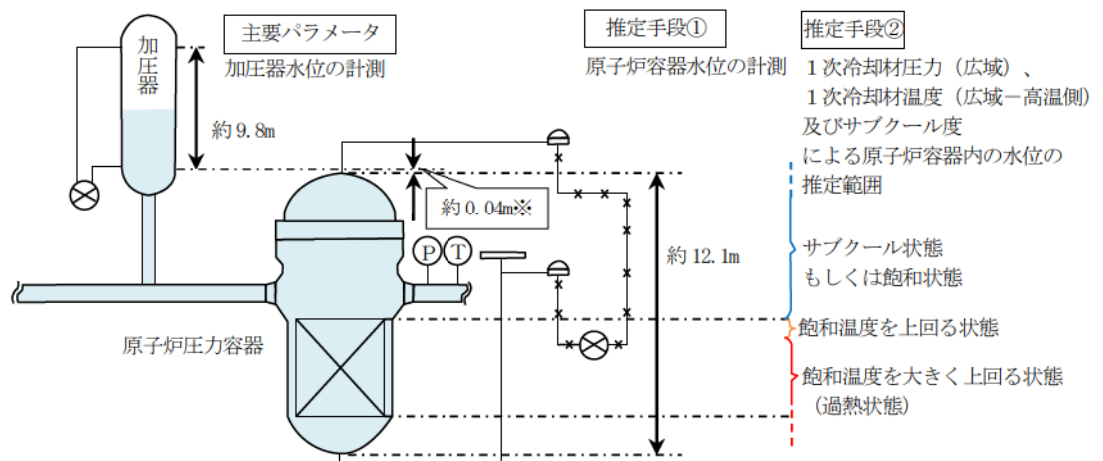 主要パラメータ
加圧器水位の計測
加圧器
約9.8m
推定手段①
原子炉容器水位の計測
推定手段②
1次冷却材圧力（広域）、
1次冷却材温度（広域－高温側）
及びサブクール度
による原子炉容器内の水位の
推定範囲
約0.04m※
P
T
約12.1m
サブクール状態
もしくは飽和状態
飽和温度を上回る状態
原子炉圧力容器
飽和温度を大きく上回る状態
（過熱状態）